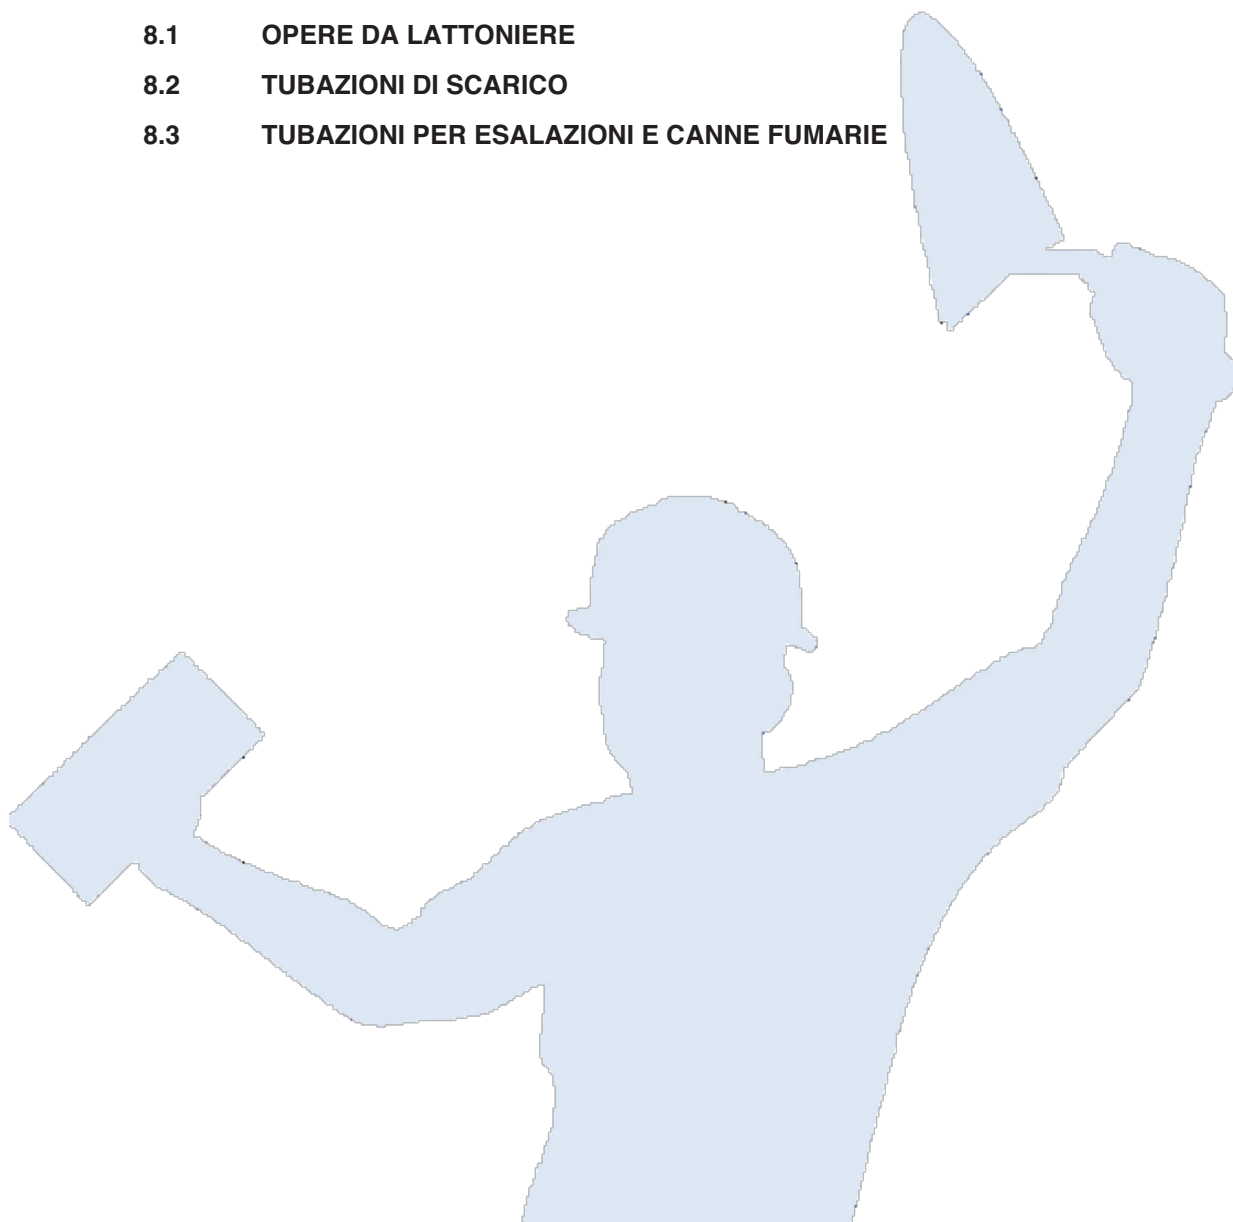 8.1 OPERE DA LATTONIERE
8.2 TUBAZIONI DI SCARICO
8.3 TUBAZIONI PER ESALAZIONI E CANNE FUMARIE